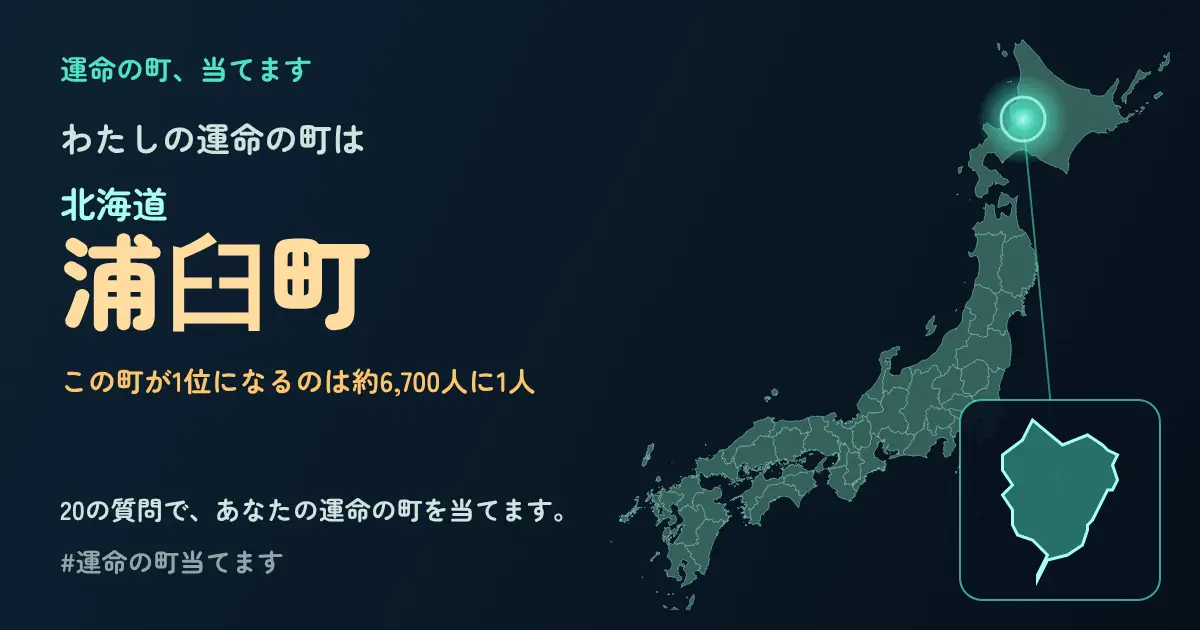 運命の町、当てます
わたしの運命の町は
北海道
浦臼町
この町が1位になるのは約6,700人に1人
20の質問で、あなたの運命の町を当てます。
#運命の町当てます